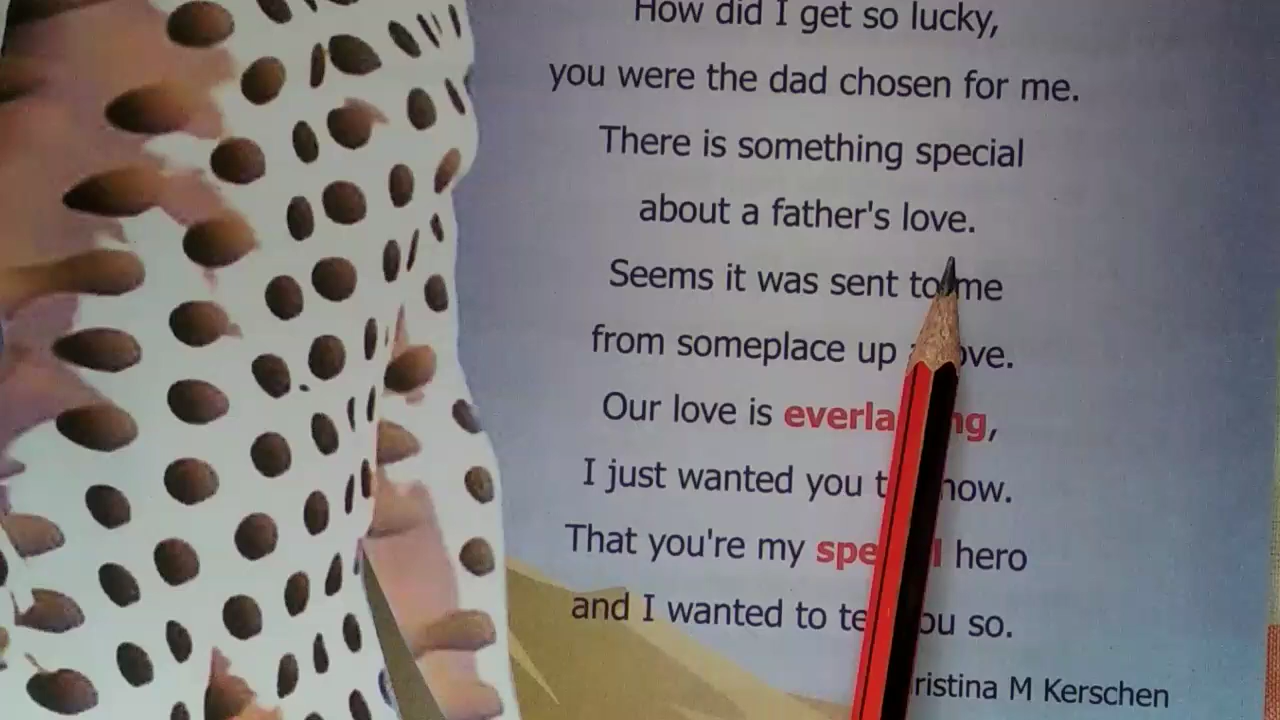 How did I get so lucky,
you were the dad chosen for me.
There is something special
about a father's love.
Seems it was sent to me
from someplace up
Our love is
I just wanted you
That you're my hero
and I wanted to so.
M Kerschen